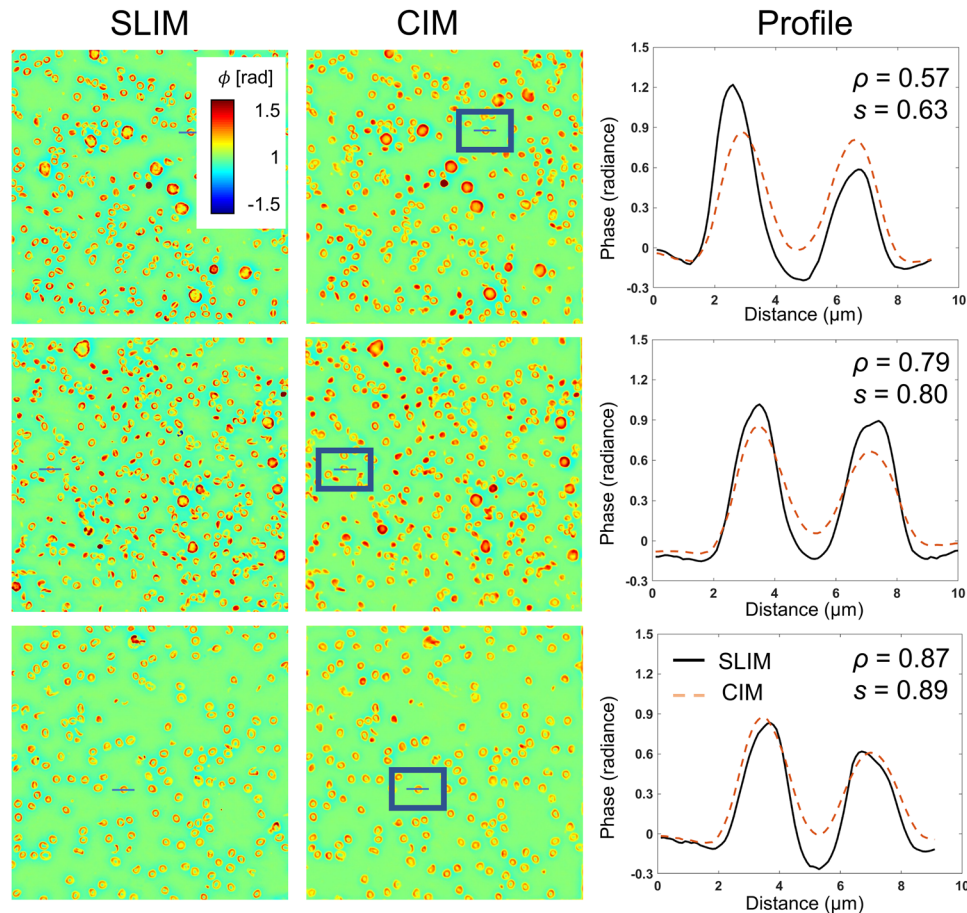 SLIM
CIM
Profile
ϕ [rad]
1.5
1
-1.5
1.5
1.2
0.9
0.6
0.3
0
-0.3
Phase (radiance)
ρ = 0.57
s = 0.63
0
2
4
6
8
10
Distance (μm)
1.5
1.2
0.9
0.6
0.3
0
-0.3
Phase (radiance)
ρ = 0.79
s = 0.80
0
2
4
6
8
10
Distance (μm)
1.5
1.2
0.9
0.6
0.3
0
-0.3
Phase (radiance)
SLIM
CIM
ρ = 0.87
s = 0.89
0
2
4
6
8
10
Distance (μm)